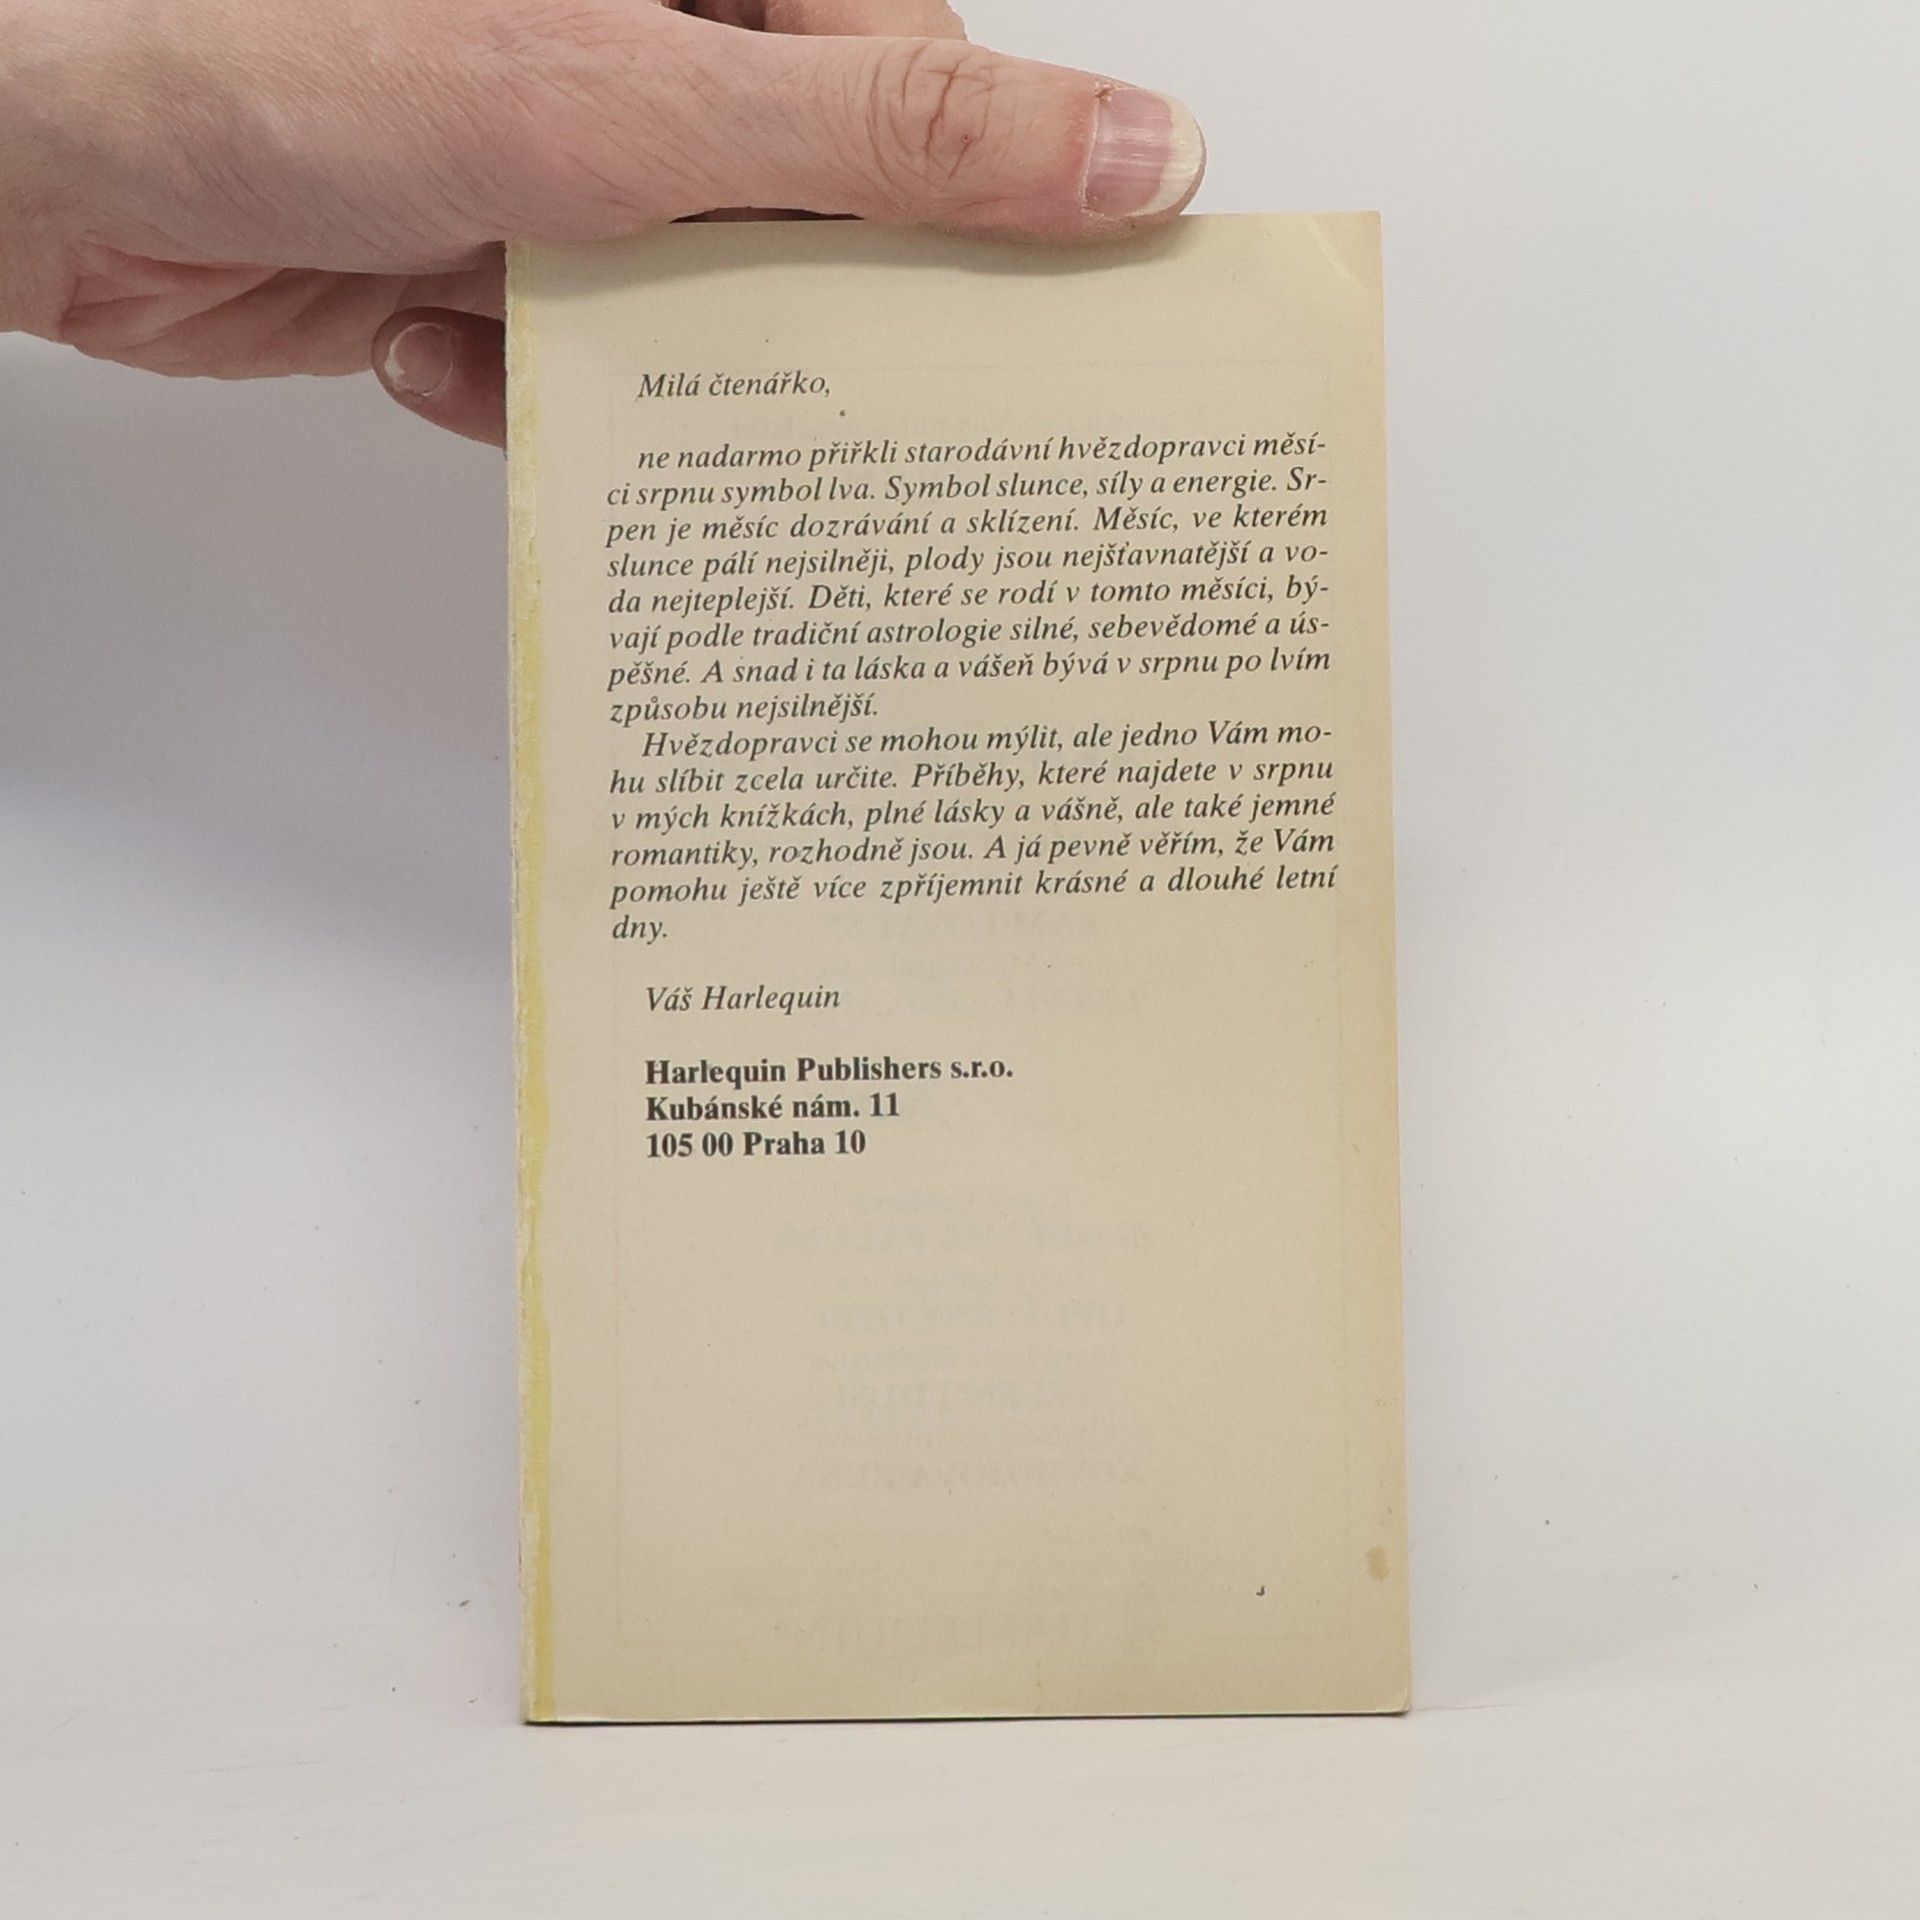 Milá čtenářko,
ne nadarmo přiřkli starodávní hvězdopravci měsí-
ci srpnu symbol lva. Symbol slunce, síly a energie. Sr-
pen je měsíc dozrávání a sklízení. Měsíc, ve kterém
slunce pálí nejsilněji, plody jsou nejšťavnatější a vo-
da nejteplejší. Děti, které se rodí v tomto měsíci, bý-
vají podle tradiční astrologie silné, sebevědomé a ús-
pěšné. A snad i ta láska a vášeň bývá v srpnu po lvím
způsobu nejsilnější.
Hvězdopravci se mohou mýlit, ale jedno Vám mo-
hu slíbit zcela určite. Příběhy, které najdete v srpnu
v mých knížkách, plné lásky a vášně, ale také jemné
romantiky, rozhodně jsou. A já pevně věřím, že Vám
pomohu ještě více zpříjemnit krásné a dlouhé letní
dny.
Váš Harlequin
Harlequin Publishers s.r.o.
Kubánské nám. 11
105 00 Praha 10